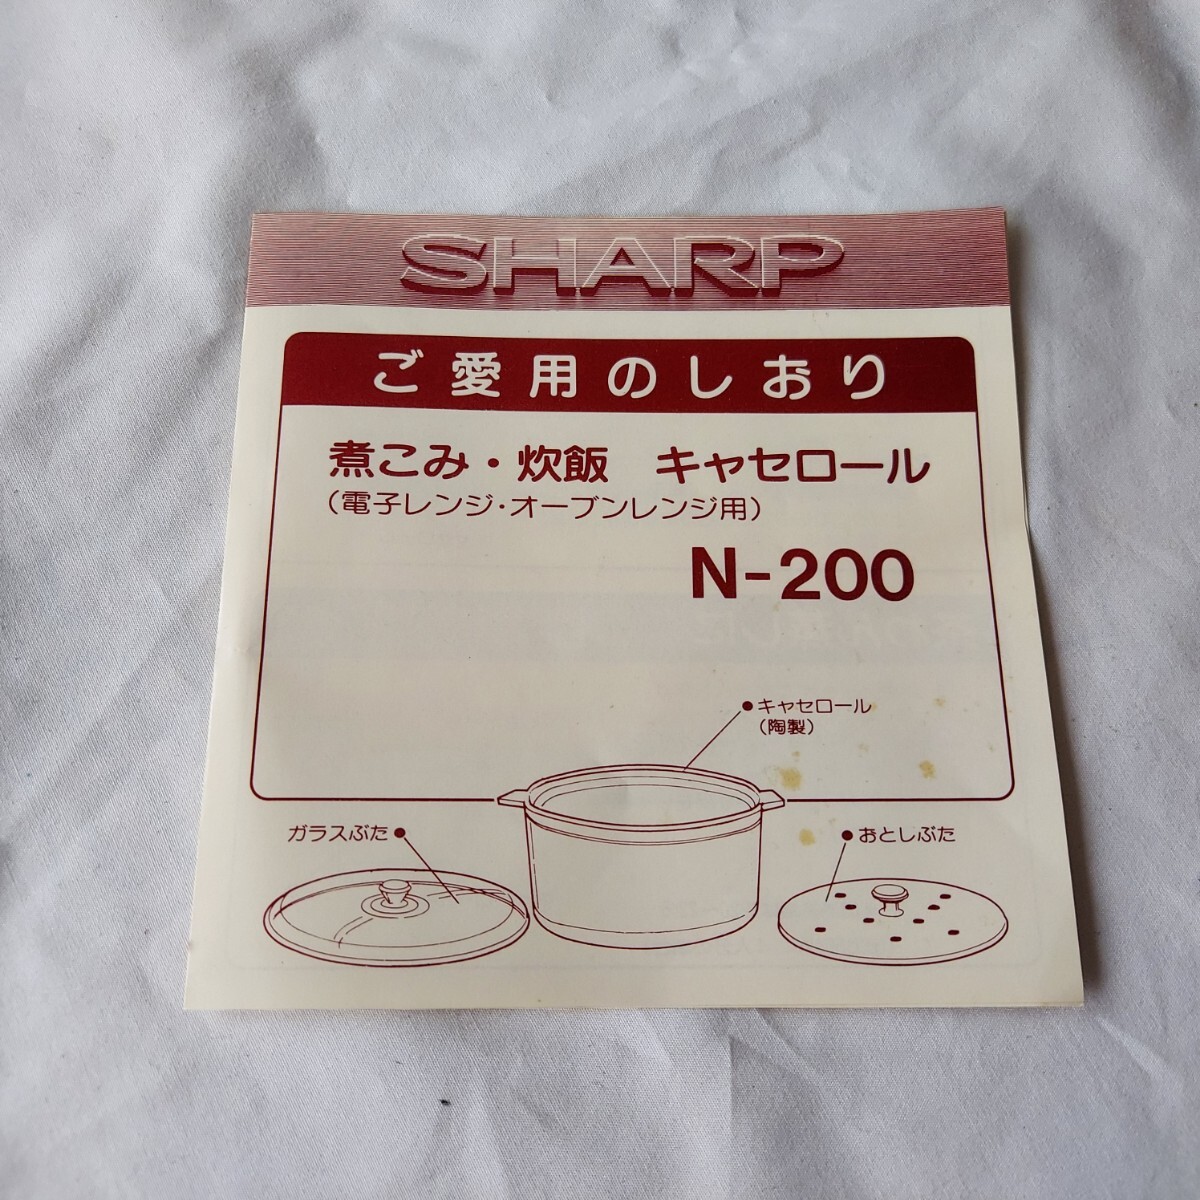 SHARP
ご愛用のしおり
煮こみ・炊飯 キャセロール
(電子レンジ・オーブンレンジ用)
N-200
●キャセロール
(陶製)
ガラスぶた●
●おとしぶた